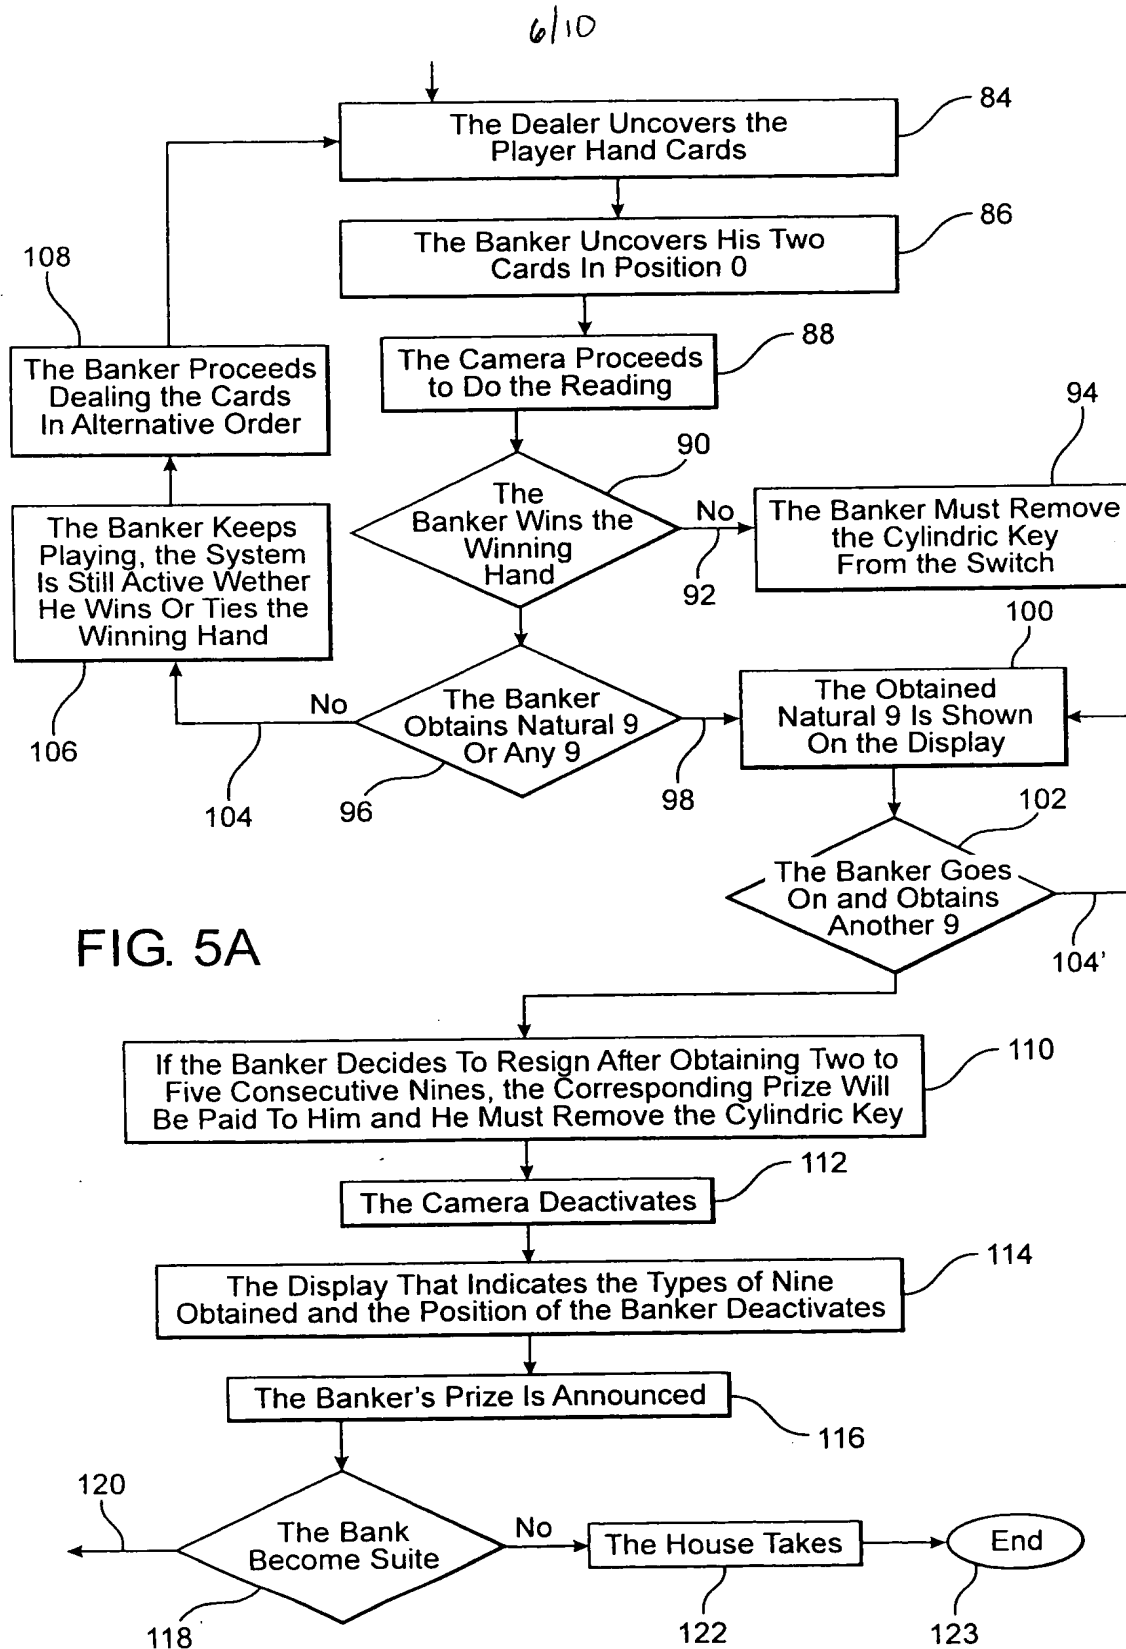 6/10
84
The Dealer Uncovers the
Player Hand Cards
86
The Banker Uncovers His Two
Cards In Position 0
108
88
The Banker Proceeds
Dealing the Cards
In Alternative Order
The Camera Proceeds
to Do the Reading
94
90
The
Banker Wins the
Winning
Hand
No
92
The Banker Must Remove
the Cylindric Key
From the Switch
The Banker Keeps
Playing, the System
Is Still Active Wether
He Wins Or Ties the
Winning Hand
106
100
No
104
The Banker
Obtains Natural 9
Or Any 9
96
98
The Obtained
Natural 9 Is Shown
On the Display
102
The Banker Goes
On and Obtains
Another 9
104'
FIG. 5A
If the Banker Decides To Resign After Obtaining Two to
Five Consecutive Nines, the Corresponding Prize Will
Be Paid To Him and He Must Remove the Cylindric Key
110
112
The Camera Deactivates
114
The Display That Indicates the Types of Nine
Obtained and the Position of the Banker Deactivates
The Banker's Prize Is Announced
116
120
The Bank
Become Suite
118
No
The House Takes
122
End
123